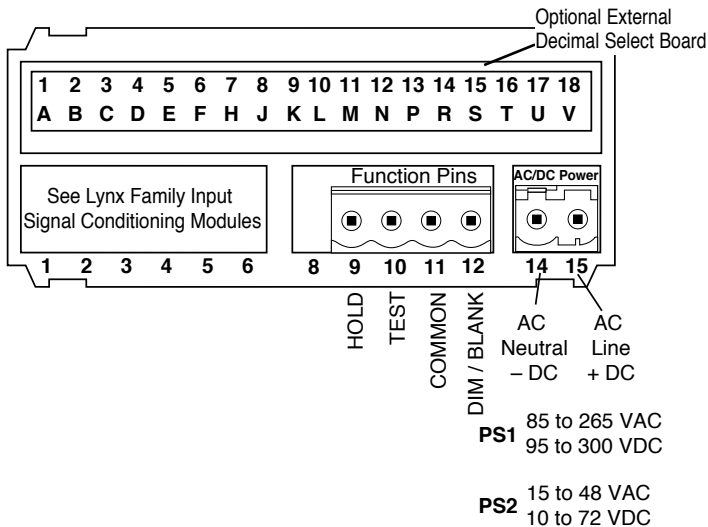 Optional External
Decimal Select Board
1 2 3 4 5 6 7 8 9 10 11 12 13 14 15 16 17 18
A B C D E F H J K L M N P R S T U V
See Lynx Family Input
Signal Conditioning Modules
Function Pins
AC/DC Power
1 2 3 4 5 6 8 9 10 11 12 14 15
HOLD
TEST
COMMON
DIM / BLANK
AC
Neutral
– DC
AC
Line
+ DC
PS1 85 to 265 VAC
95 to 300 VDC
PS2 15 to 48 VAC
10 to 72 VDC